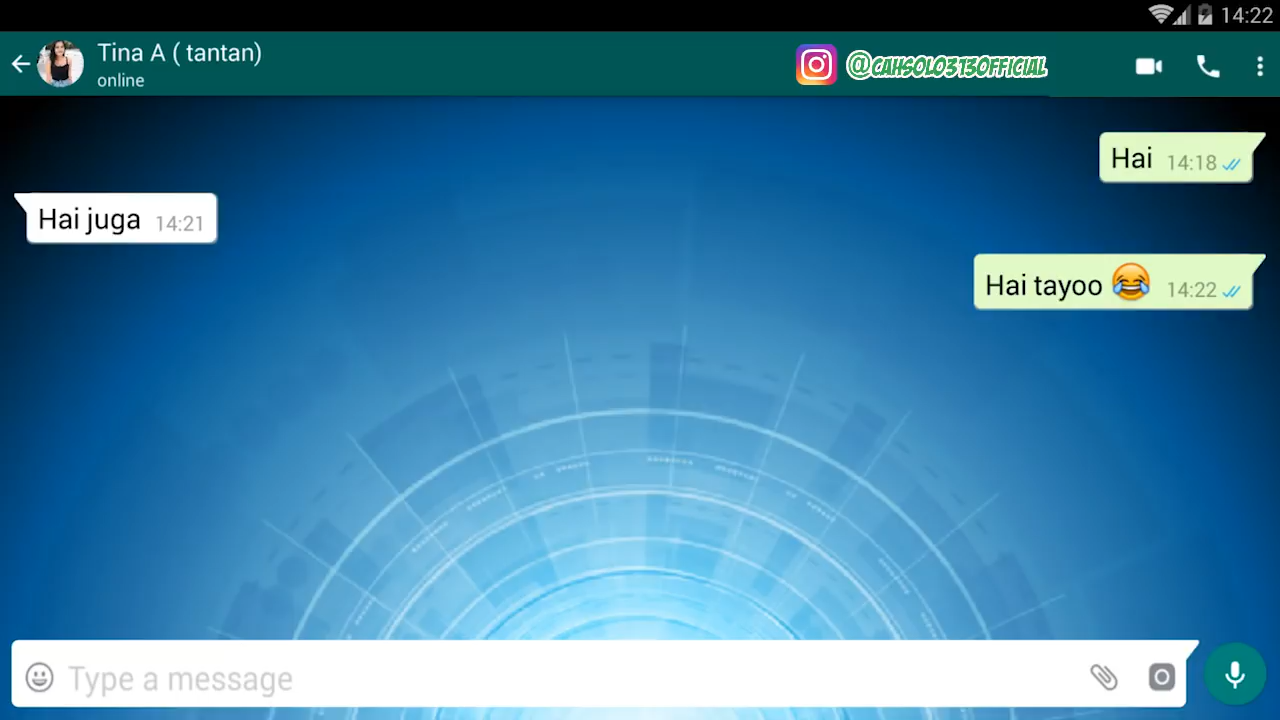 14:22
Tina A ( tantan)
online
@CAHSOLO313OFFICIAL
Hai 14:18
Hai juga 14:21
Hai tayoo 😂 14:22
Type a message